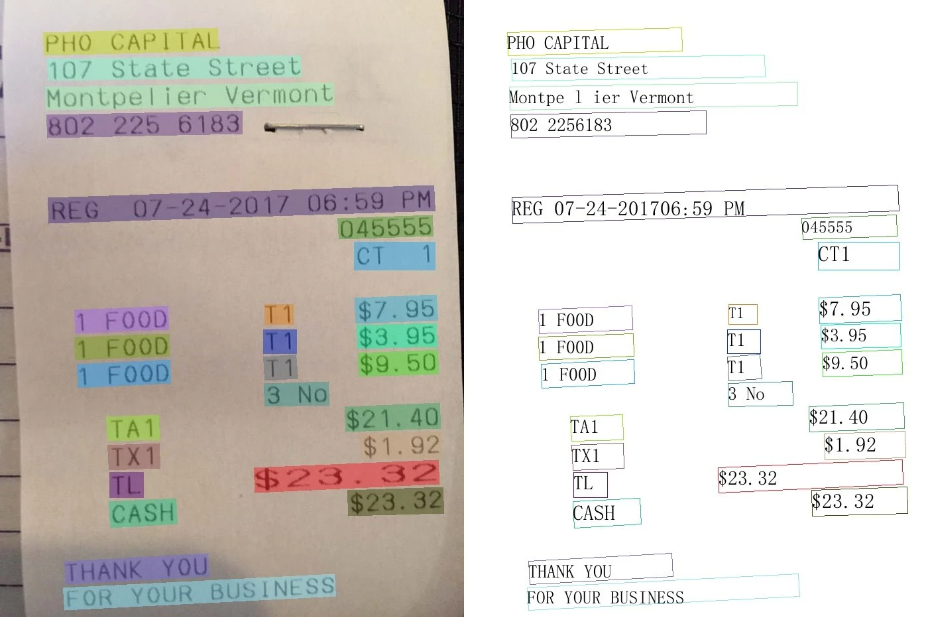 PHO CAPITAL
107 State Street
Montpelier Vermont
802 225 6183
REG 07-24-2017 06:59 PM
045555
CT 1
1 FOOD T1 $7.95
1 FOOD T1 $3.95
1 FOOD T1 $9.50
3 No
TA1 $21.40
TX1 $1.92
TL $23.32
CASH $23.32
THANK YOU
FOR YOUR BUSINESS
PHO CAPITAL
107 State Street
Montpe l ier Vermont
802 2256183
REG 07-24-201706:59 PM
045555
CT1
1 FOOD T1 $7.95
1 FOOD T1 $3.95
1 FOOD T1 $9.50
3 No
TA1 $21.40
TX1 $1.92
TL $23.32
CASH $23.32
THANK YOU
FOR YOUR BUSINESS